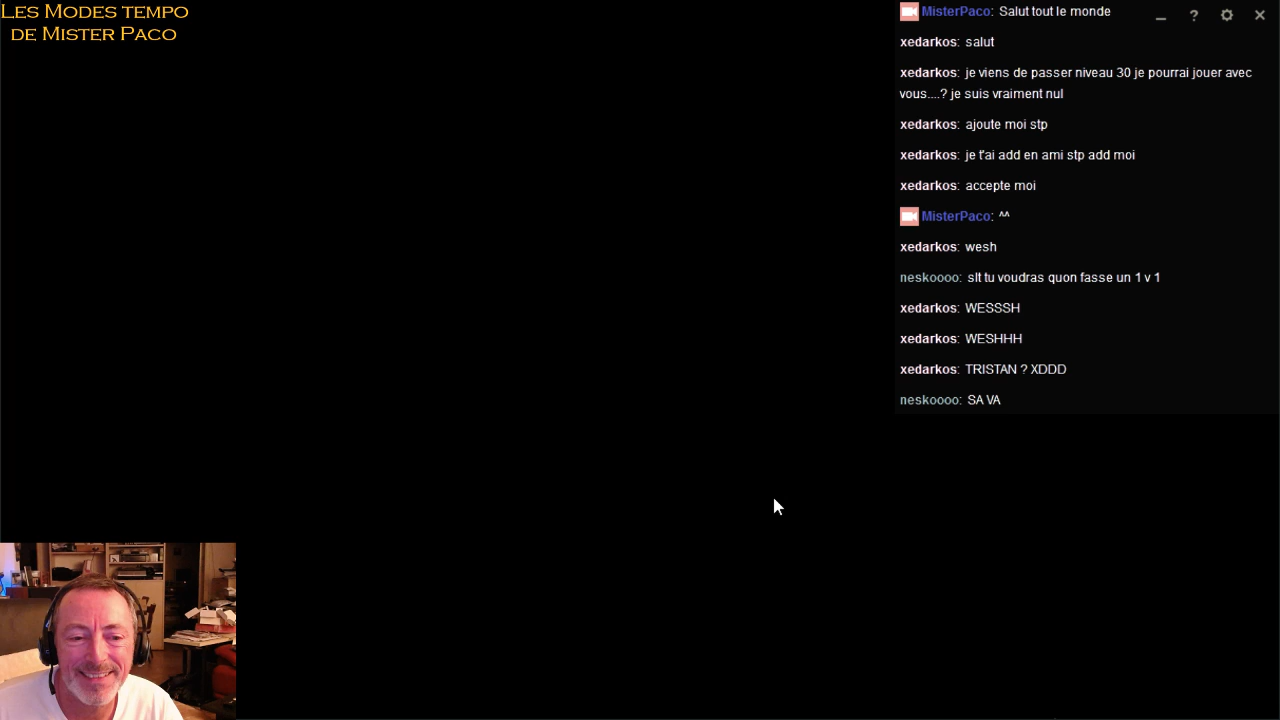 LES MODES TEMPO
DE MISTER PACO
MisterPaco: Salut tout le monde
xedarkos: salut
xedarkos: je viens de passer niveau 30 je pourrai jouer avec
vous....? je suis vraiment nul
xedarkos: ajoute moi stp
xedarkos: je t'ai add en ami stp add moi
xedarkos: accepte moi
MisterPaco: ^^
xedarkos: wesh
neskoooo: slt tu voudras quon fasse un 1 v 1
xedarkos: WESSSH
xedarkos: WESHHH
xedarkos: TRISTAN ? XDDD
neskoooo: SA VA